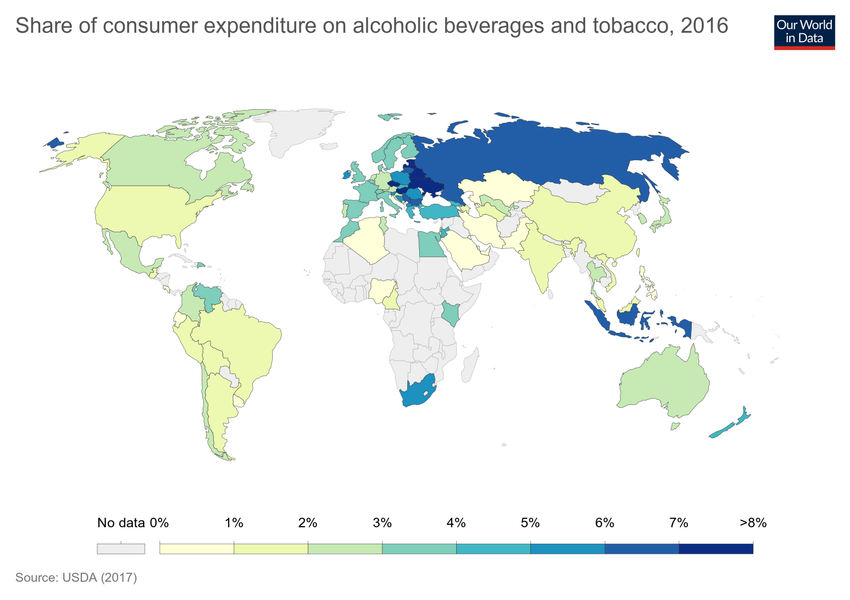 Share of consumer expenditure on alcoholic beverages and tobacco, 2016
Our World
in Data
No data 0% 1% 2% 3% 4% 5% 6% 7% >8%
Source: USDA (2017)